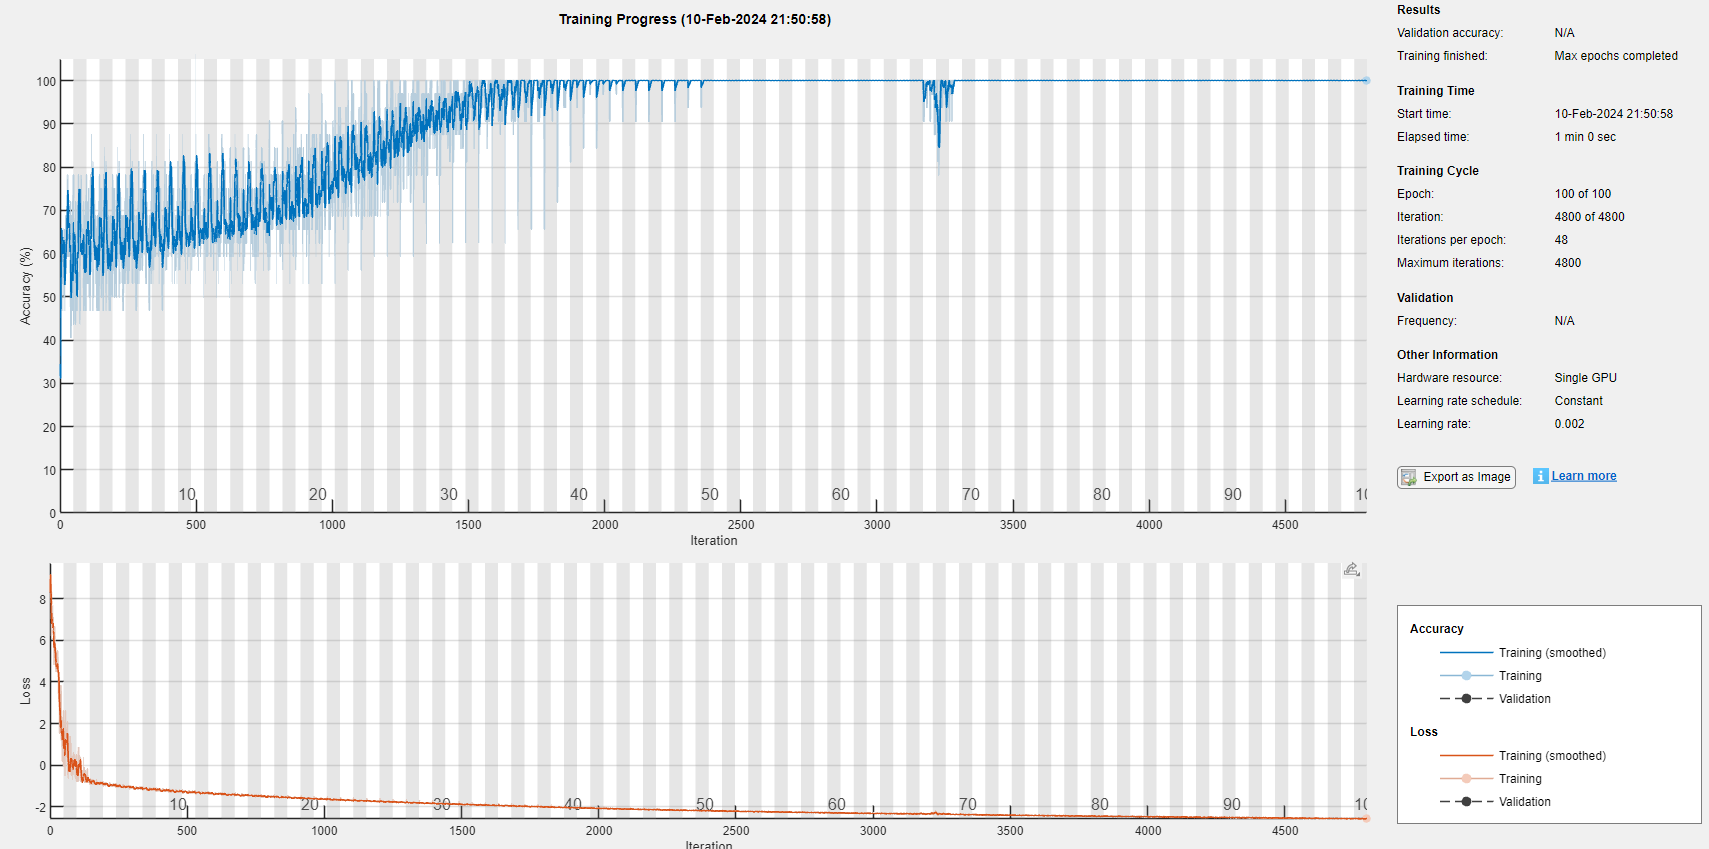 Training Progress (10-Feb-2024 21:50:58)
Accuracy (%)
100
90
80
70
60
50
40
30
20
10
0
10 20 30 40 50 60 70 80 90 10
0 500 1000 1500 2000 2500 3000 3500 4000 4500
Iteration
Loss
8
6
4
2
0
-2
10 20 30 40 50 60 70 80 90 10
0 500 1000 1500 2000 2500 3000 3500 4000 4500
Iteration
Results
Validation accuracy: N/A
Training finished: Max epochs completed
Training Time
Start time: 10-Feb-2024 21:50:58
Elapsed time: 1 min 0 sec
Training Cycle
Epoch: 100 of 100
Iteration: 4800 of 4800
Iterations per epoch: 48
Maximum iterations: 4800
Validation
Frequency: N/A
Other Information
Hardware resource: Single GPU
Learning rate schedule: Constant
Learning rate: 0.002
Export as Image
i Learn more
Accuracy
Training (smoothed)
Training
Validation
Loss
Training (smoothed)
Training
Validation